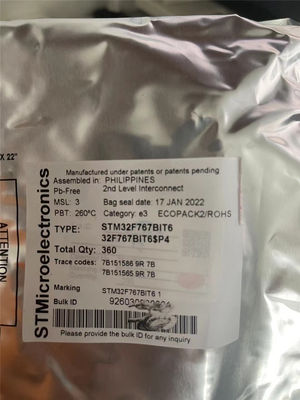 X 22"
ATTENTION
STMicroelectronics
Manufactured under patents or patents pending
Assembled in: PHILIPPINES
Pb-Free 2nd Level Interconnect
MSL: 3 Bag seal date: 17 JAN 2022
PBT: 260°C Category: e3 ECOPACK2/ROHS
TYPE: STM32F767BIT6
32F767BIT6$P4
Total Qty: 360
Trace codes: 7B151586 9R 7B
7B151565 9R 7B
Marking STM32F767BIT6 1
Bulk ID
Please provide the bulk ID for any inquiry